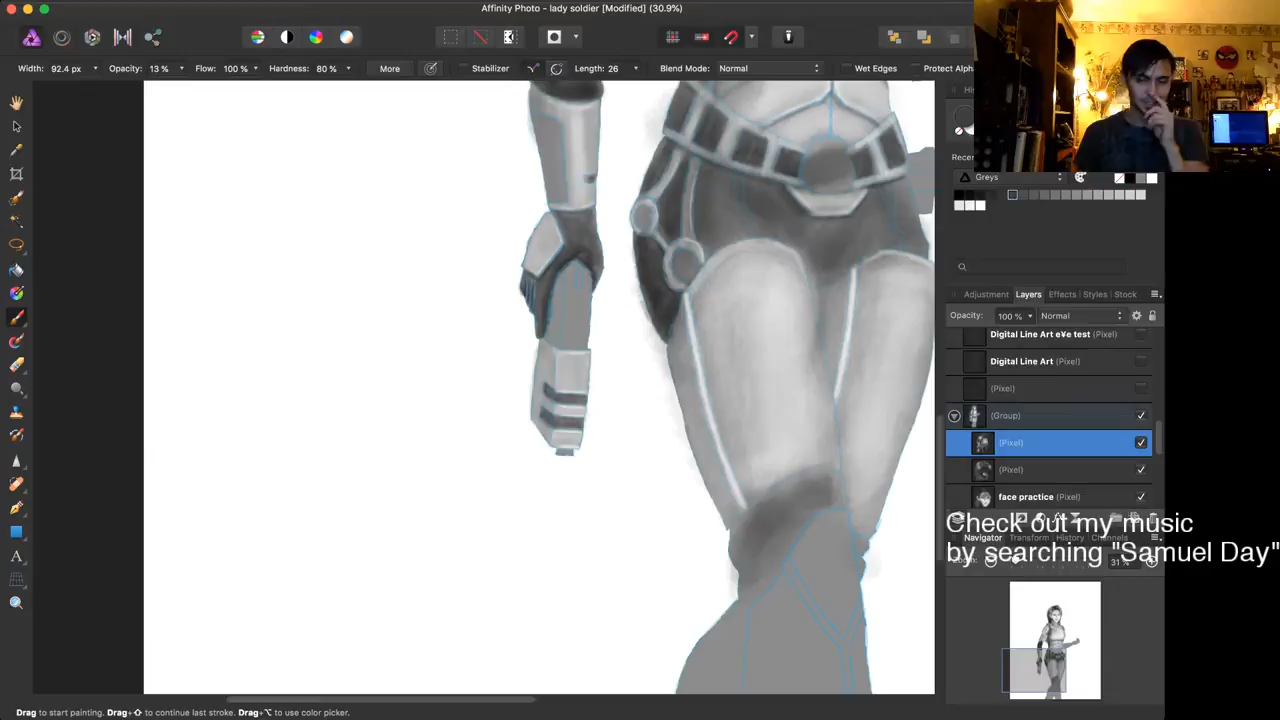 Affinity Photo - lady soldier [Modified] (30.9%)
Width: 92.4 px Opacity: 13 % Flow: 100 % Hardness: 80 % More Stabilizer Length: 26 Blend Mode: Normal Wet Edges Protect Alpha
Greys
Adjustment Layers Effects Styles Stock
Opacity: 100 % Normal
Digital Line Art e¥e test (Pixel)
Digital Line Art (Pixel)
(Pixel)
(Group)
(Pixel)
(Pixel)
face practice (Pixel)
Check out my music
Navigator Transform History Channels
by searching "Samuel Day"
31 %
Drag to start painting. Drag+⇧ to continue last stroke. Drag+⌥ to use color picker.